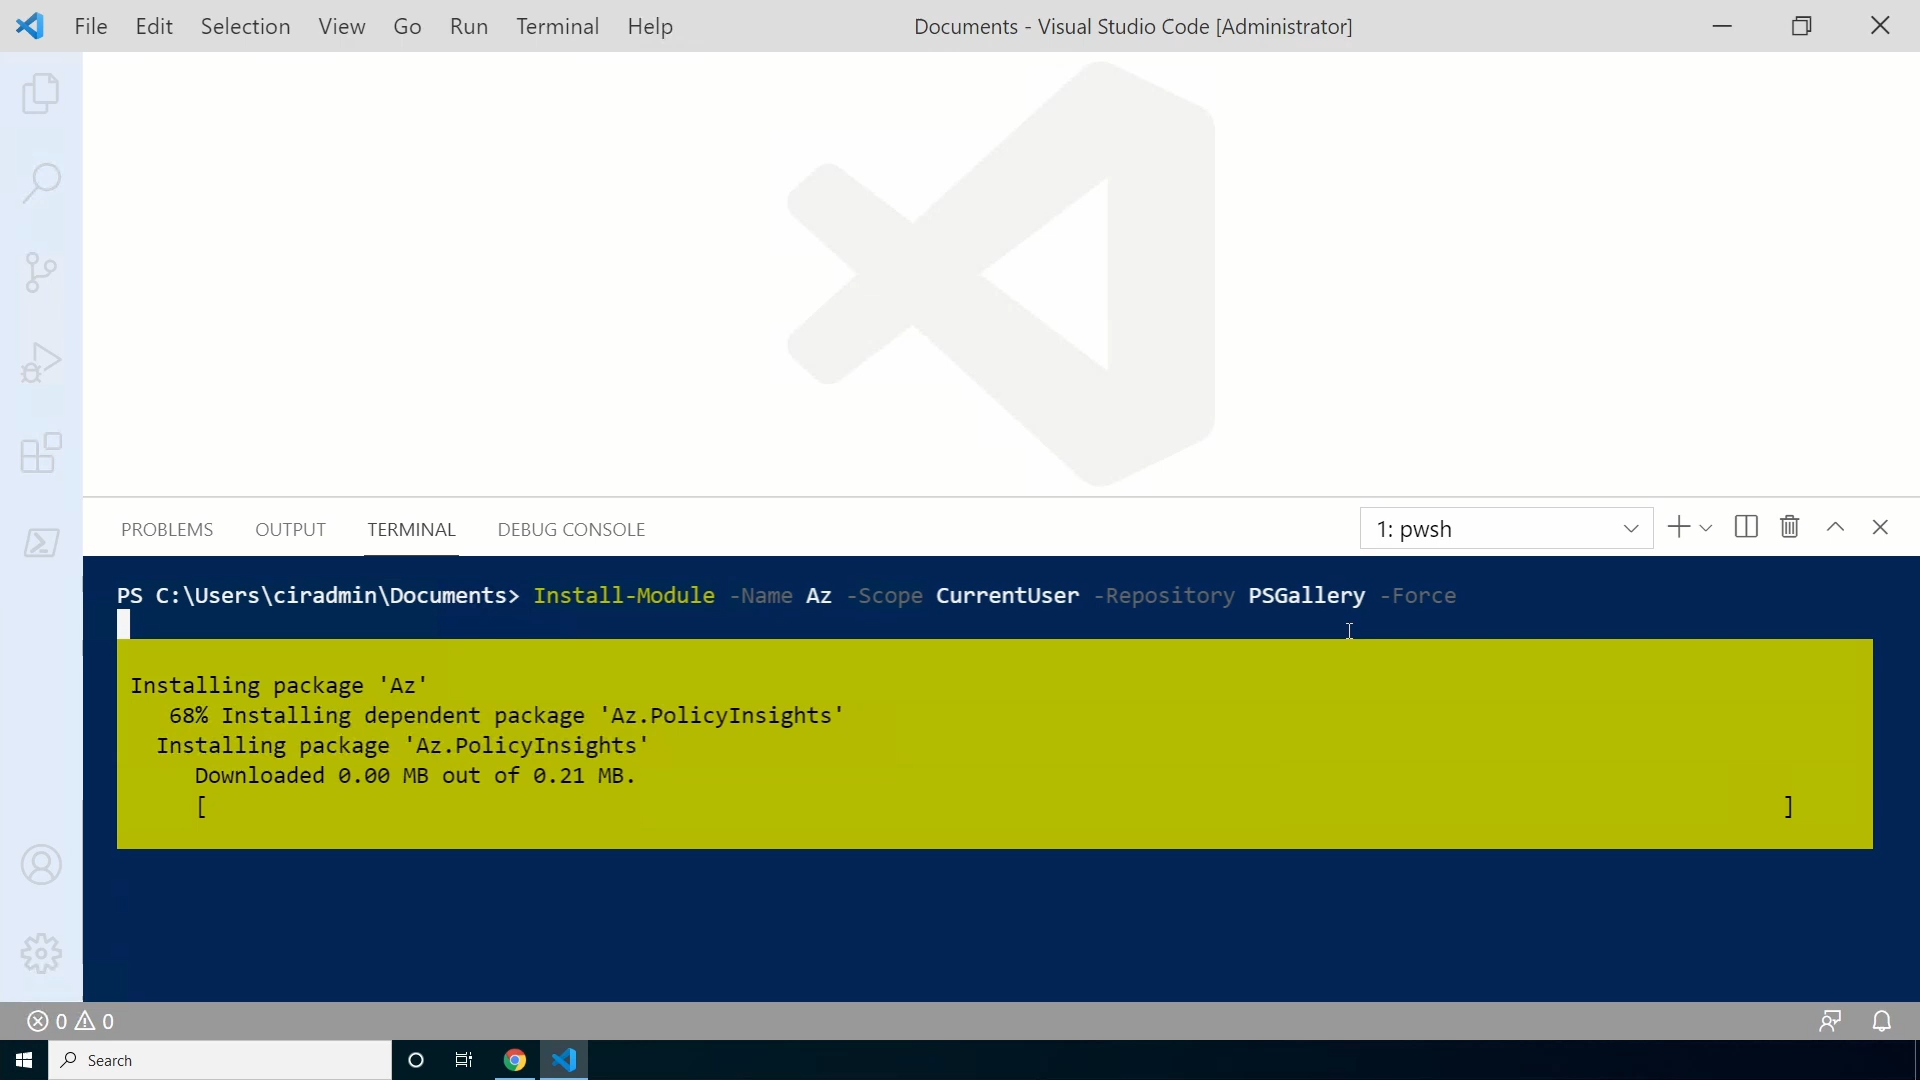 File Edit Selection View Go Run Terminal Help Documents - Visual Studio Code [Administrator]
PROBLEMS OUTPUT TERMINAL DEBUG CONSOLE 1: pwsh
PS C:\Users\ciradmin\Documents> Install-Module -Name Az -Scope CurrentUser -Repository PSGallery -Force
Installing package 'Az'
68% Installing dependent package 'Az.PolicyInsights'
Installing package 'Az.PolicyInsights'
Downloaded 0.00 MB out of 0.21 MB.
[ ]
0 0
Search